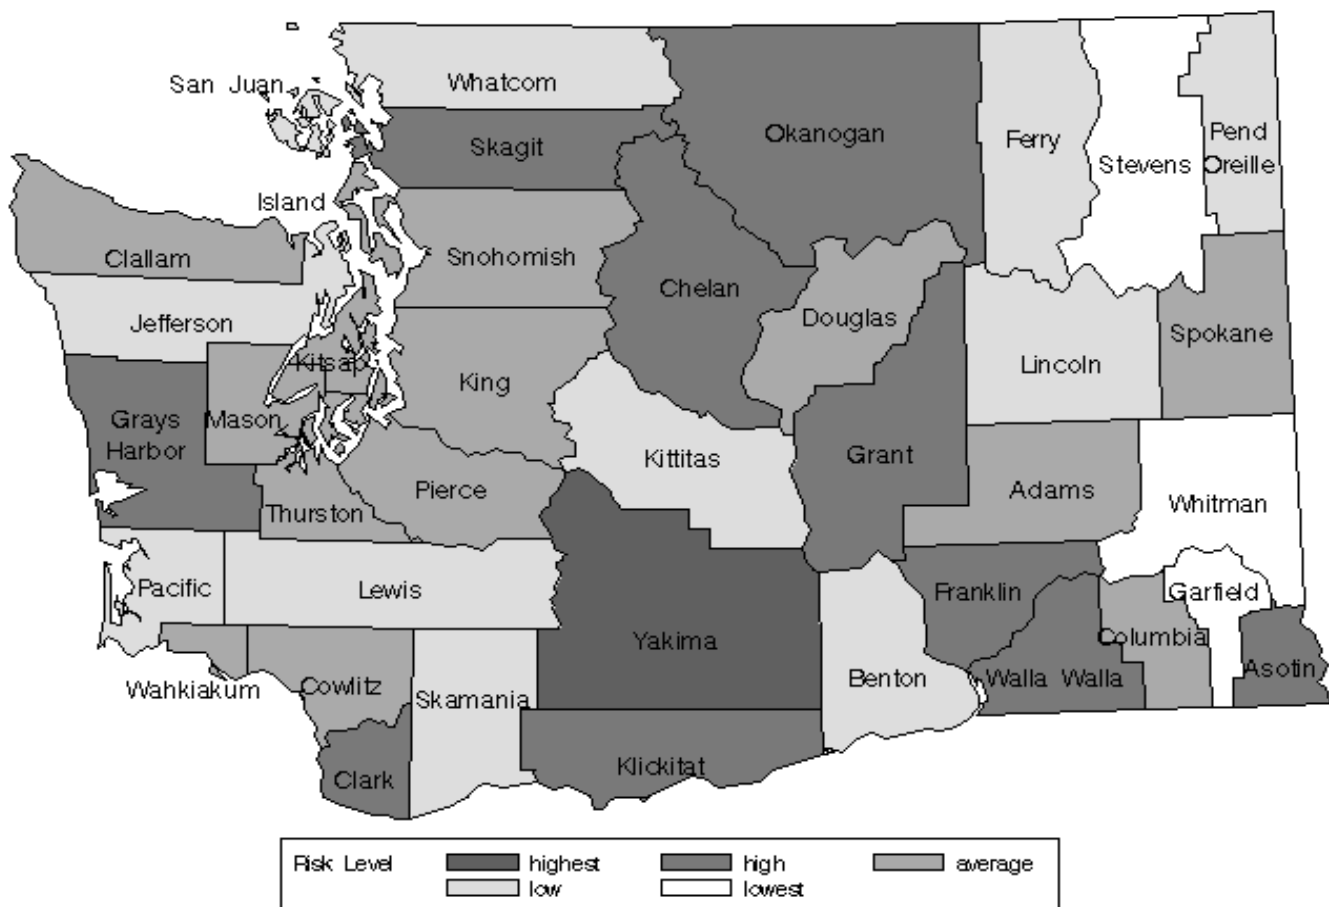 Whatcom
San Juan
Okanogan
Skagit
Ferry
Pend
Oreille
Stevens
Island
Clallam
Snohomish
Chelan
Jefferson
Douglas
Spokane
Kitsap
King
Lincoln
Grays
Harbor
Mason
Kittitas
Grant
Pierce
Adams
Whitman
Thurston
Pacific
Lewis
Franklin
Garfield
Yakima
Columbia
Wahkiakum
Cowlitz
Skamania
Benton
Walla Walla
Asotin
Clark
Klickitat
Risk Level highest high average
low lowest